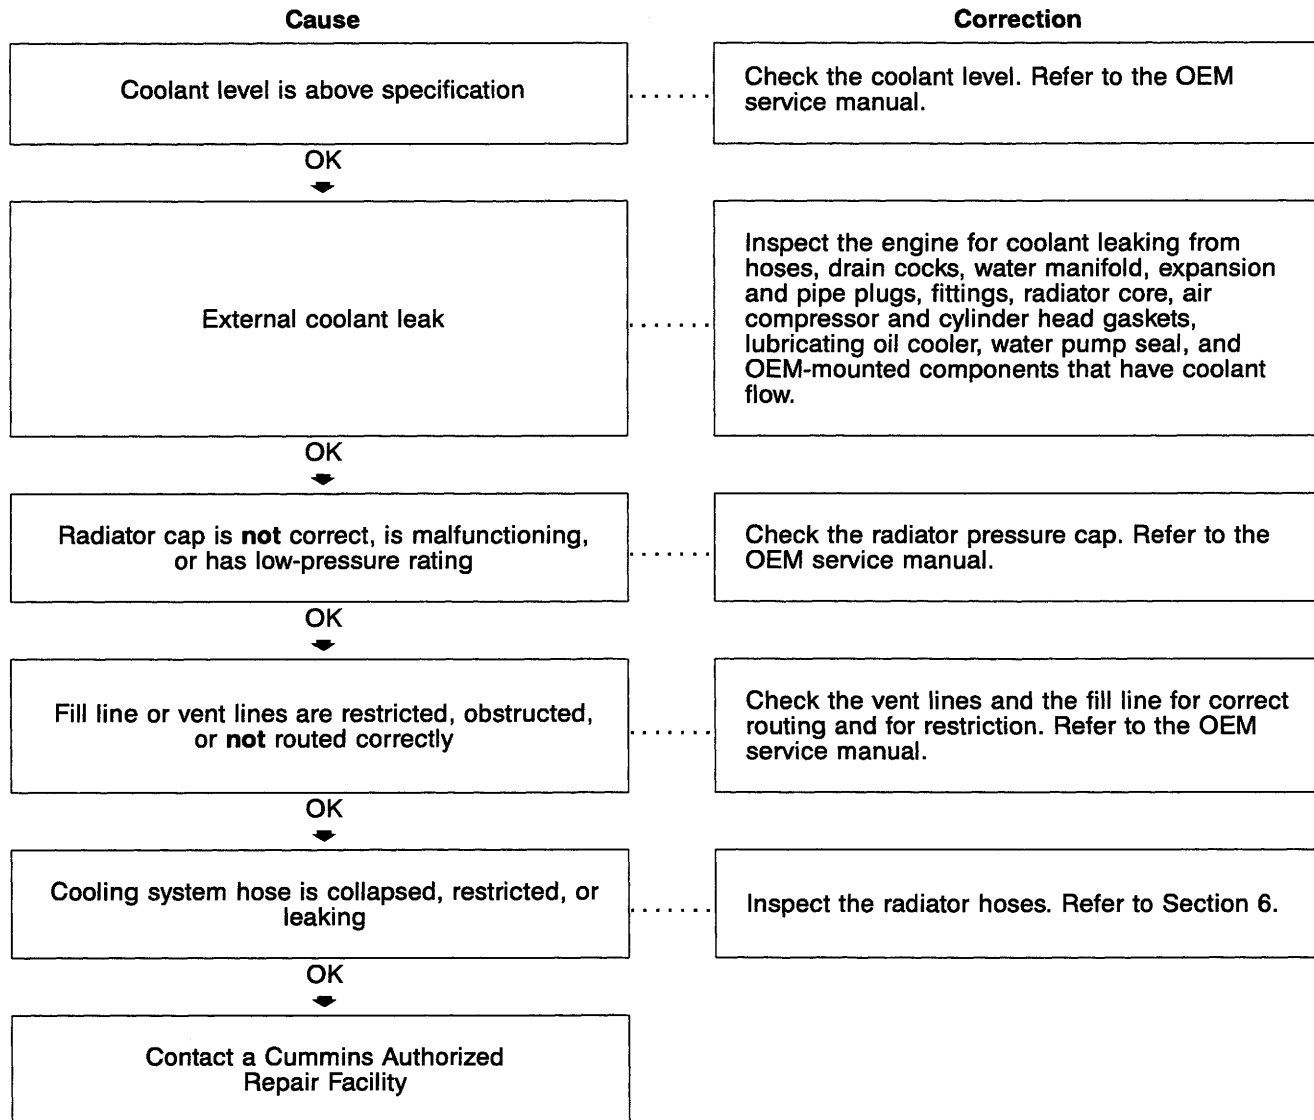 Cause
Correction
Coolant level is above specification
.......
Check the coolant level. Refer to the OEM
service manual.
OK
External coolant leak
.......
Inspect the engine for coolant leaking from
hoses, drain cocks, water manifold, expansion
and pipe plugs, fittings, radiator core, air
compressor and cylinder head gaskets,
lubricating oil cooler, water pump seal, and
OEM-mounted components that have coolant
flow.
OK
Radiator cap is not correct, is malfunctioning,
or has low-pressure rating
.......
Check the radiator pressure cap. Refer to the
OEM service manual.
OK
Fill line or vent lines are restricted, obstructed,
or not routed correctly
.......
Check the vent lines and the fill line for correct
routing and for restriction. Refer to the OEM
service manual.
OK
Cooling system hose is collapsed, restricted, or
leaking
.......
Inspect the radiator hoses. Refer to Section 6.
OK
Contact a Cummins Authorized
Repair Facility